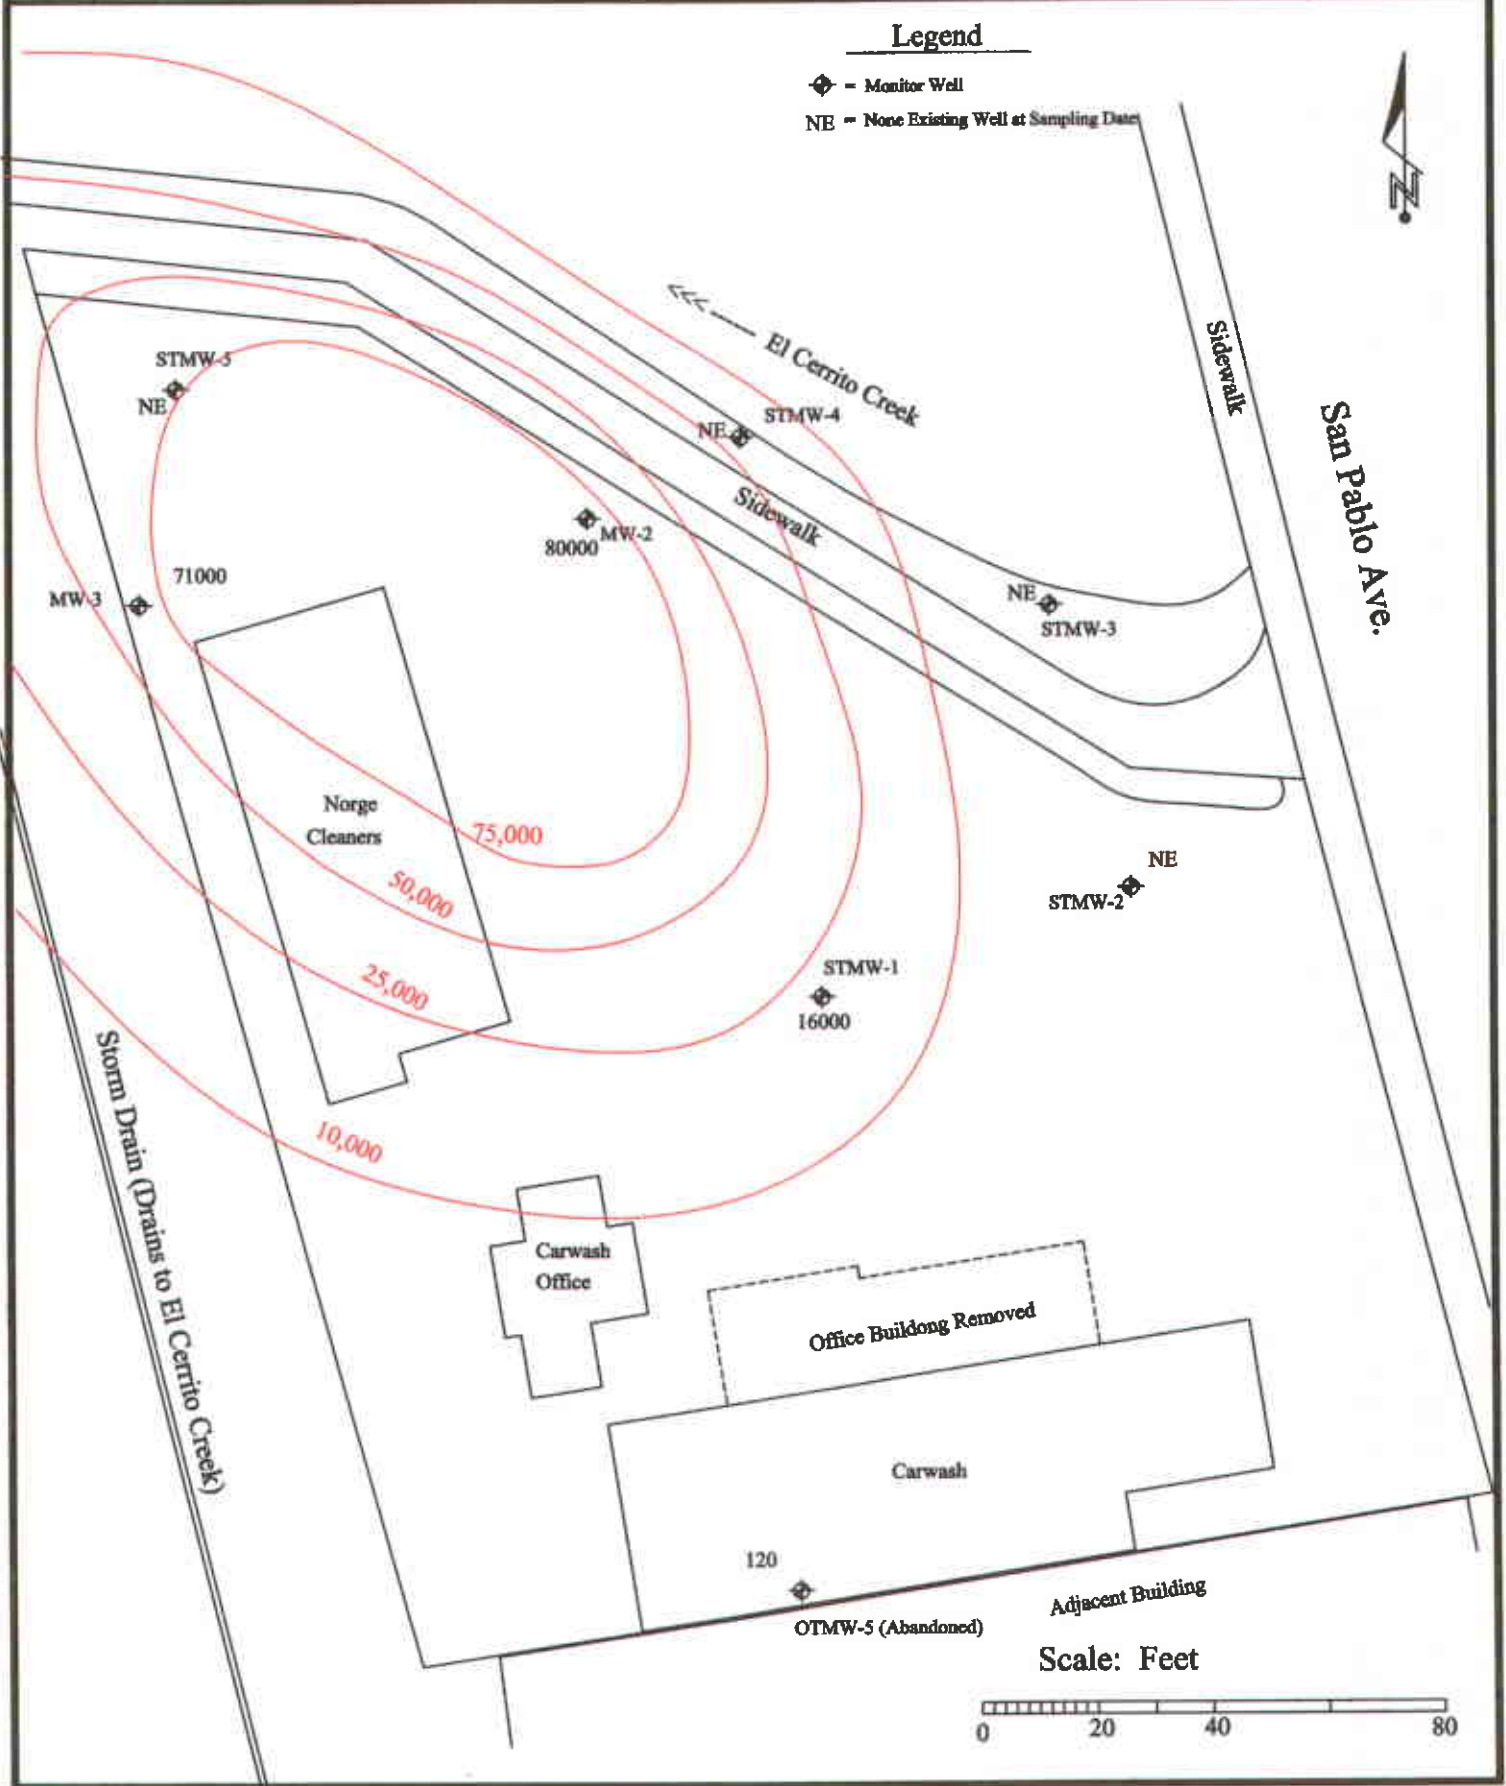 Legend
= Monitor Well
NE = None Existing Well at Sampling Date
N
<<< ----- El Cerrito Creek
Sidewalk
San Pablo Ave.
STMW-5
NE
STMW-4
NE
Sidewalk
MW-2
80000
71000
MW-3
NE
STMW-3
Norge
Cleaners
75,000
50,000
NE
STMW-2
25,000
STMW-1
16000
10,000
Storm Drain (Drains to El Cerrito Creek)
Carwash
Office
Office Buildong Removed
Carwash
120
OTMW-5 (Abandoned)
Adjacent Building
Scale: Feet
0 20 40 80